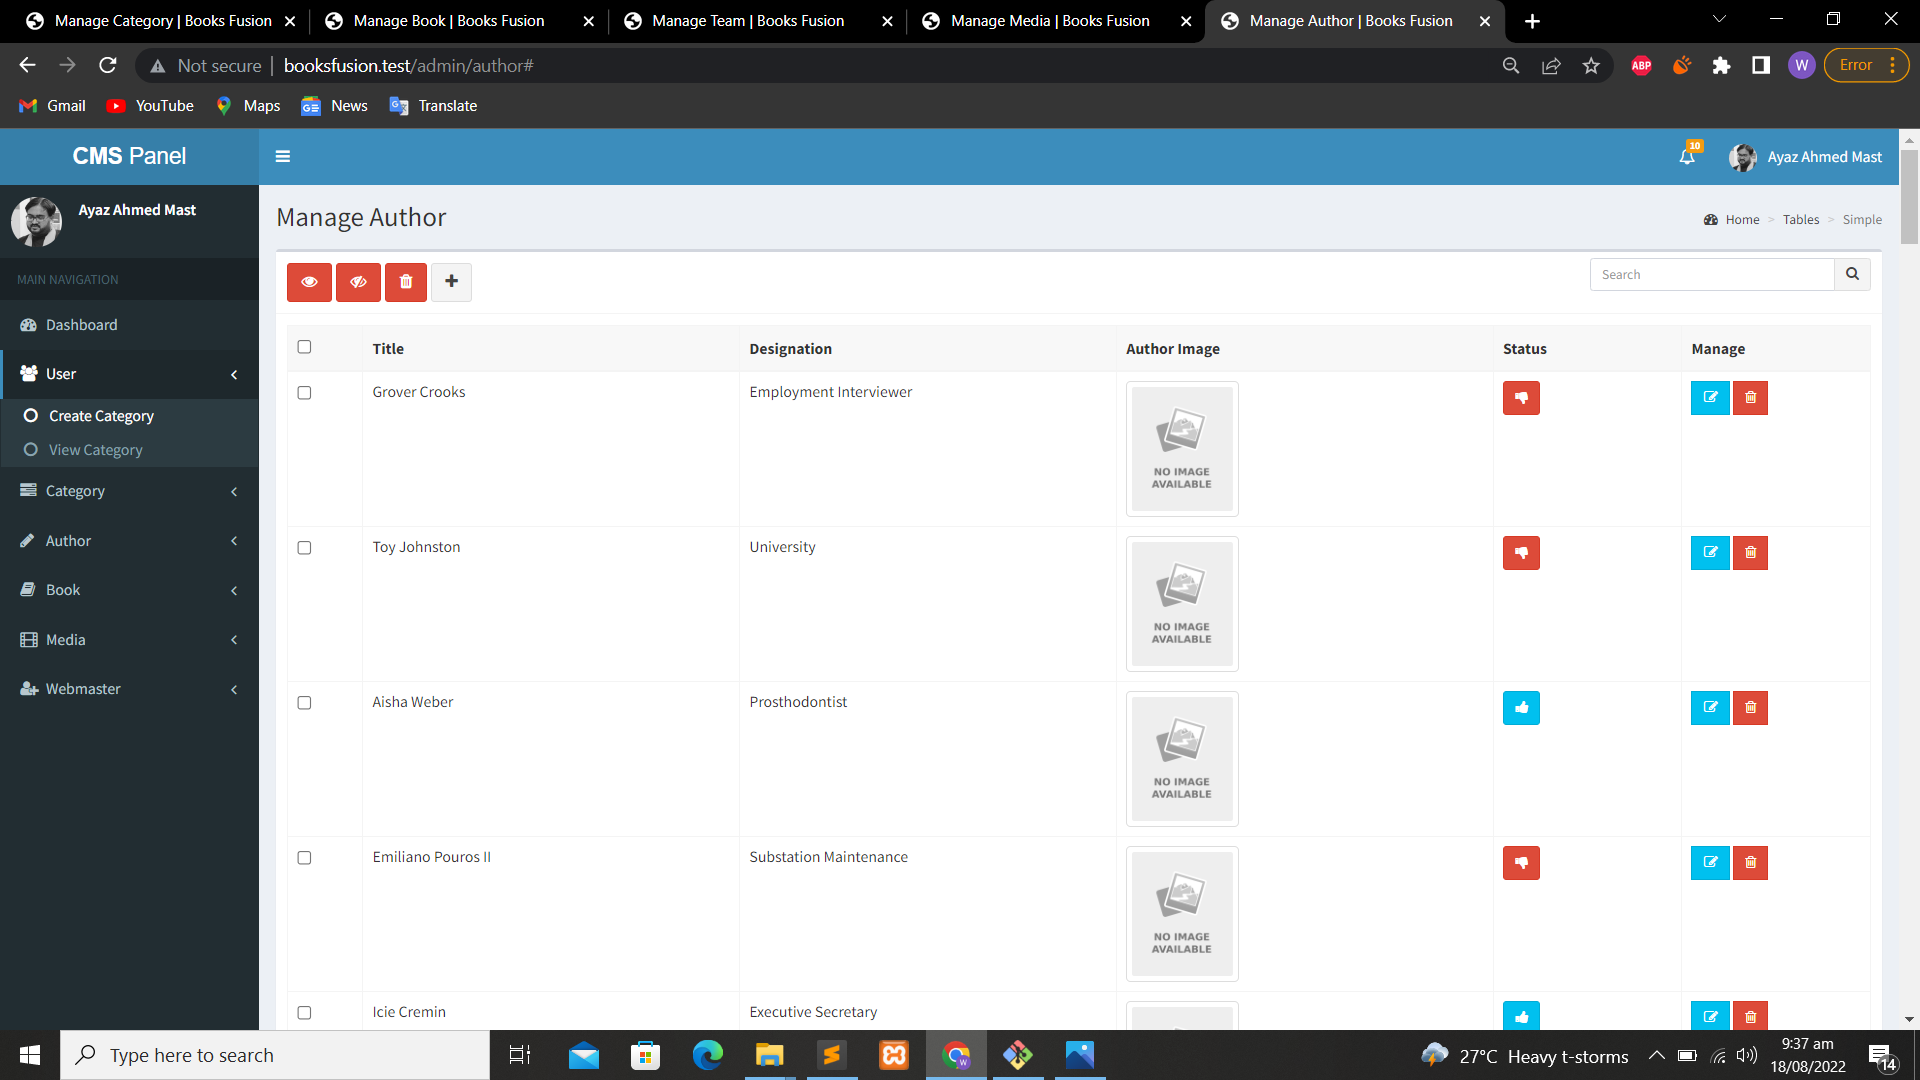 Manage Category | Books Fusion
Manage Book | Books Fusion
Manage Team | Books Fusion
Manage Media | Books Fusion
Manage Author | Books Fusion
Not secure
booksfusion.test/admin/author#
ABP
W
Error
Gmail
YouTube
Maps
News
Translate
CMS Panel
10
Ayaz Ahmed Mast
Ayaz Ahmed Mast
MAIN NAVIGATION
Dashboard
User
Create Category
View Category
Category
Author
Book
Media
Webmaster
Manage Author
Home > Tables > Simple
Search
Title Designation Author Image Status Manage
Grover Crooks Employment Interviewer
NO IMAGE
AVAILABLE
Toy Johnston University
NO IMAGE
AVAILABLE
Aisha Weber Prosthodontist
NO IMAGE
AVAILABLE
Emiliano Pouros II Substation Maintenance
NO IMAGE
AVAILABLE
Icie Cremin Executive Secretary
Type here to search
27°C Heavy t-storms
9:37 am
18/08/2022
14